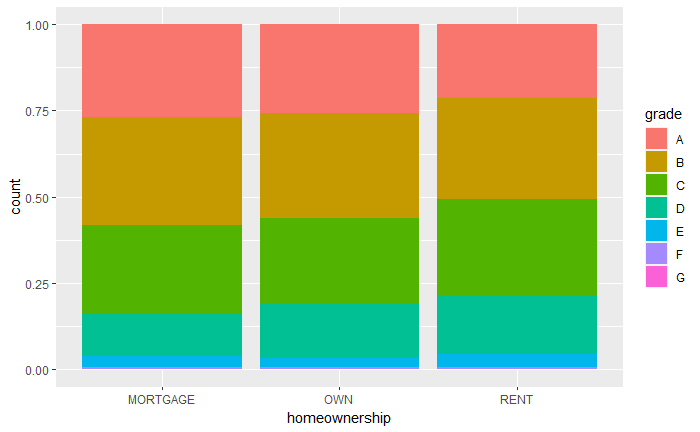 1.00
0.75
0.50
0.25
0.00
count
MORTGAGE OWN RENT
homeownership
grade
A
B
C
D
E
F
G